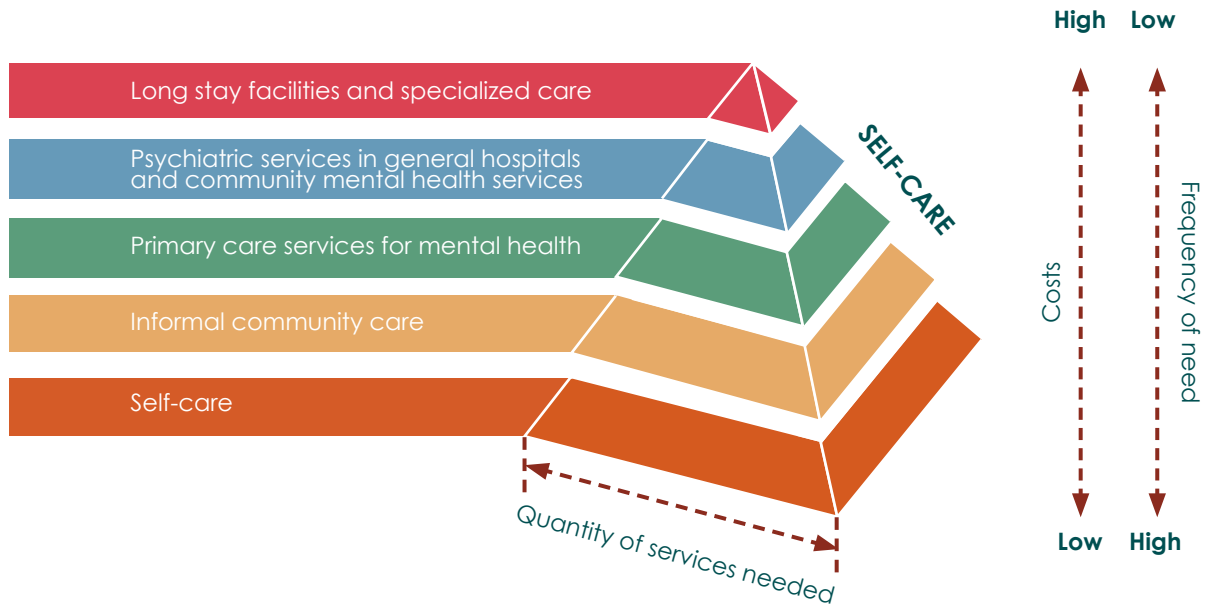 High Low
Long stay facilities and specialized care
SELF-CARE
Psychiatric services in general hospitals
and community mental health services
Primary care services for mental health
Costs
Frequency of need
Informal community care
Self-care
Quantity of services needed
Low High